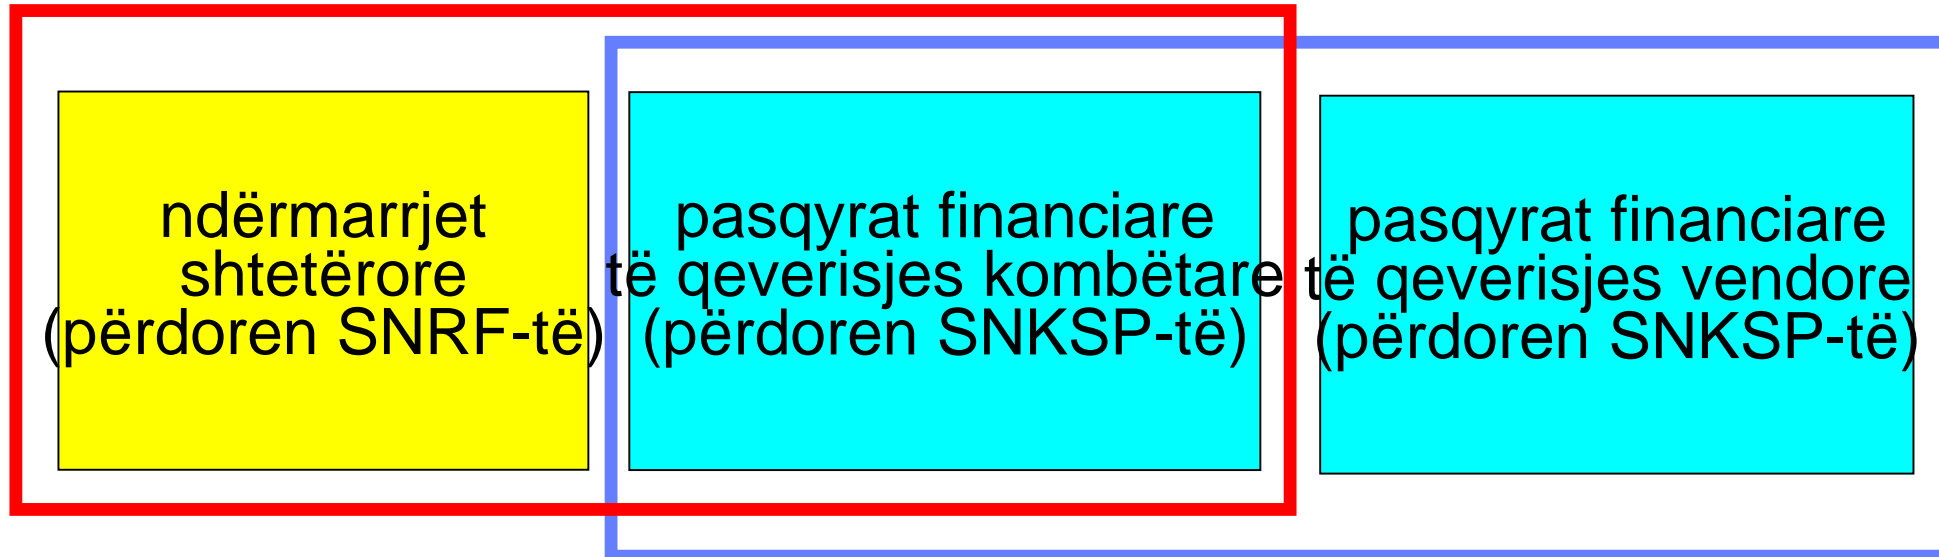 ndërmarrjet
shtetërore
(përdoren SNRF-të)
pasqyrat financiare
të qeverisjes kombëtare
(përdoren SNKSP-të)
pasqyrat financiare
të qeverisjes vendore
(përdoren SNKSP-të)